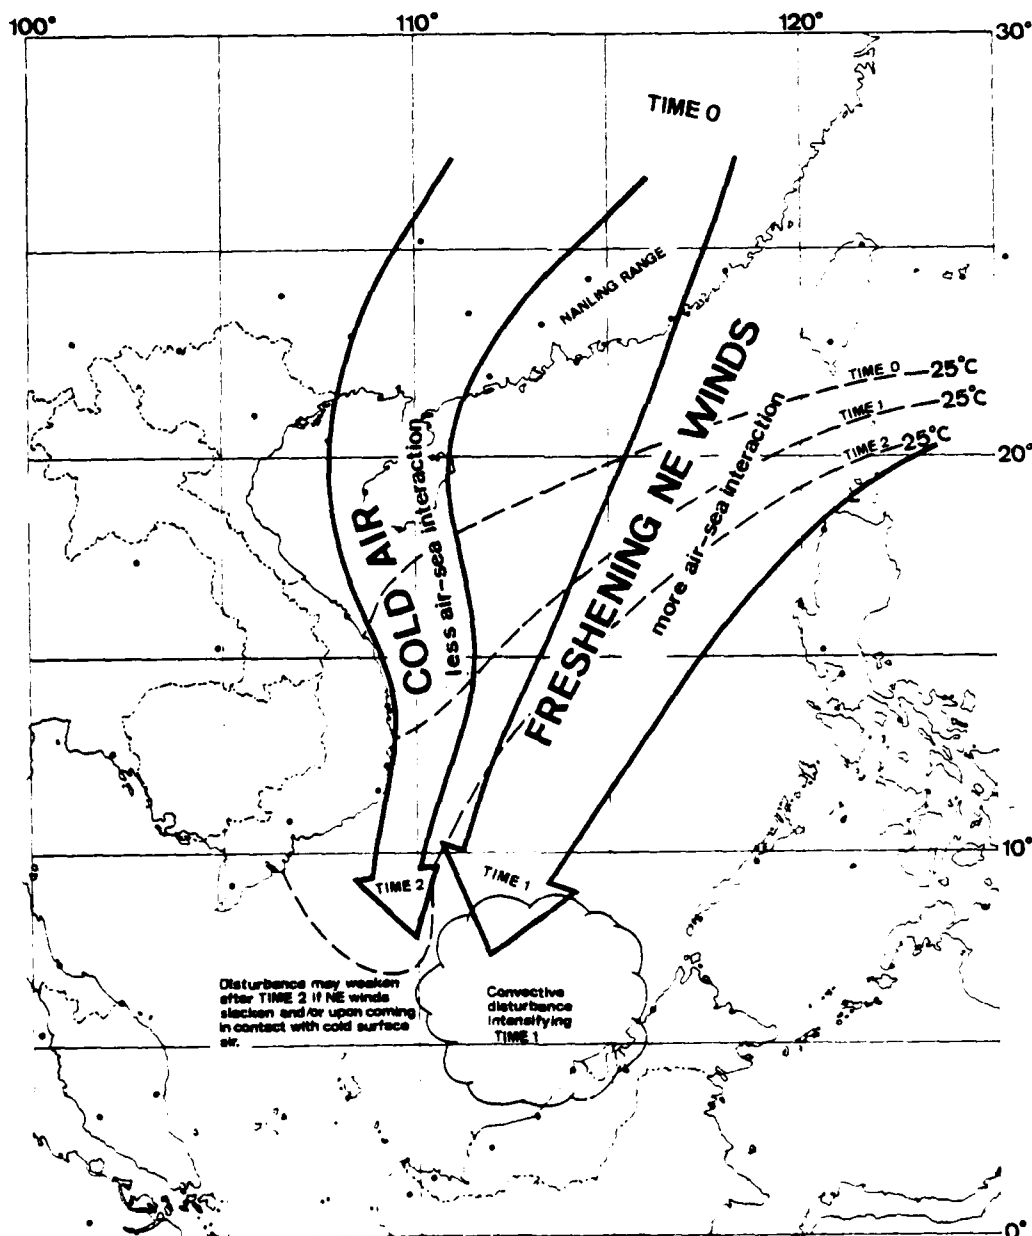 100°
110°
120°
30°
TIME 0
NANLING RANGE
TIME 0
25°C
TIME 1
25°C
TIME 2
25°C
20°
COLD AIR
less air-sea interaction
FRESHENING NE WINDS
more air-sea interaction
10°
TIME 2
TIME 1
Disturbance may weaken
after TIME 2 if NE winds
slacken and/or upon coming
in contact with cold surface
air.
Convective
disturbance
intensifying
TIME 1
0°